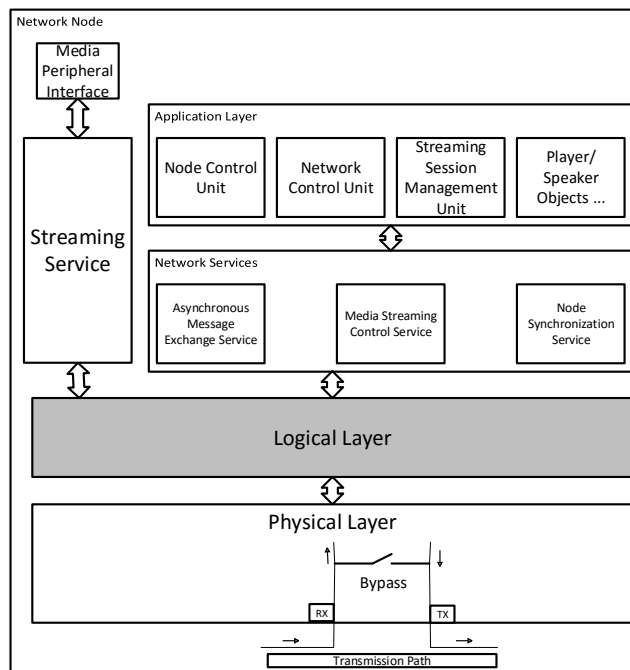 Network Node
Media
Peripheral
Interface
Streaming
Service
Application Layer
Node Control
Unit
Network
Control Unit
Streaming
Session
Management
Unit
Player/
Speaker
Objects ...
Network Services
Asynchronous
Message
Exchange Service
Media Streaming
Control Service
Node
Synchronization
Service
Logical Layer
Physical Layer
Bypass
RX
TX
Transmission Path